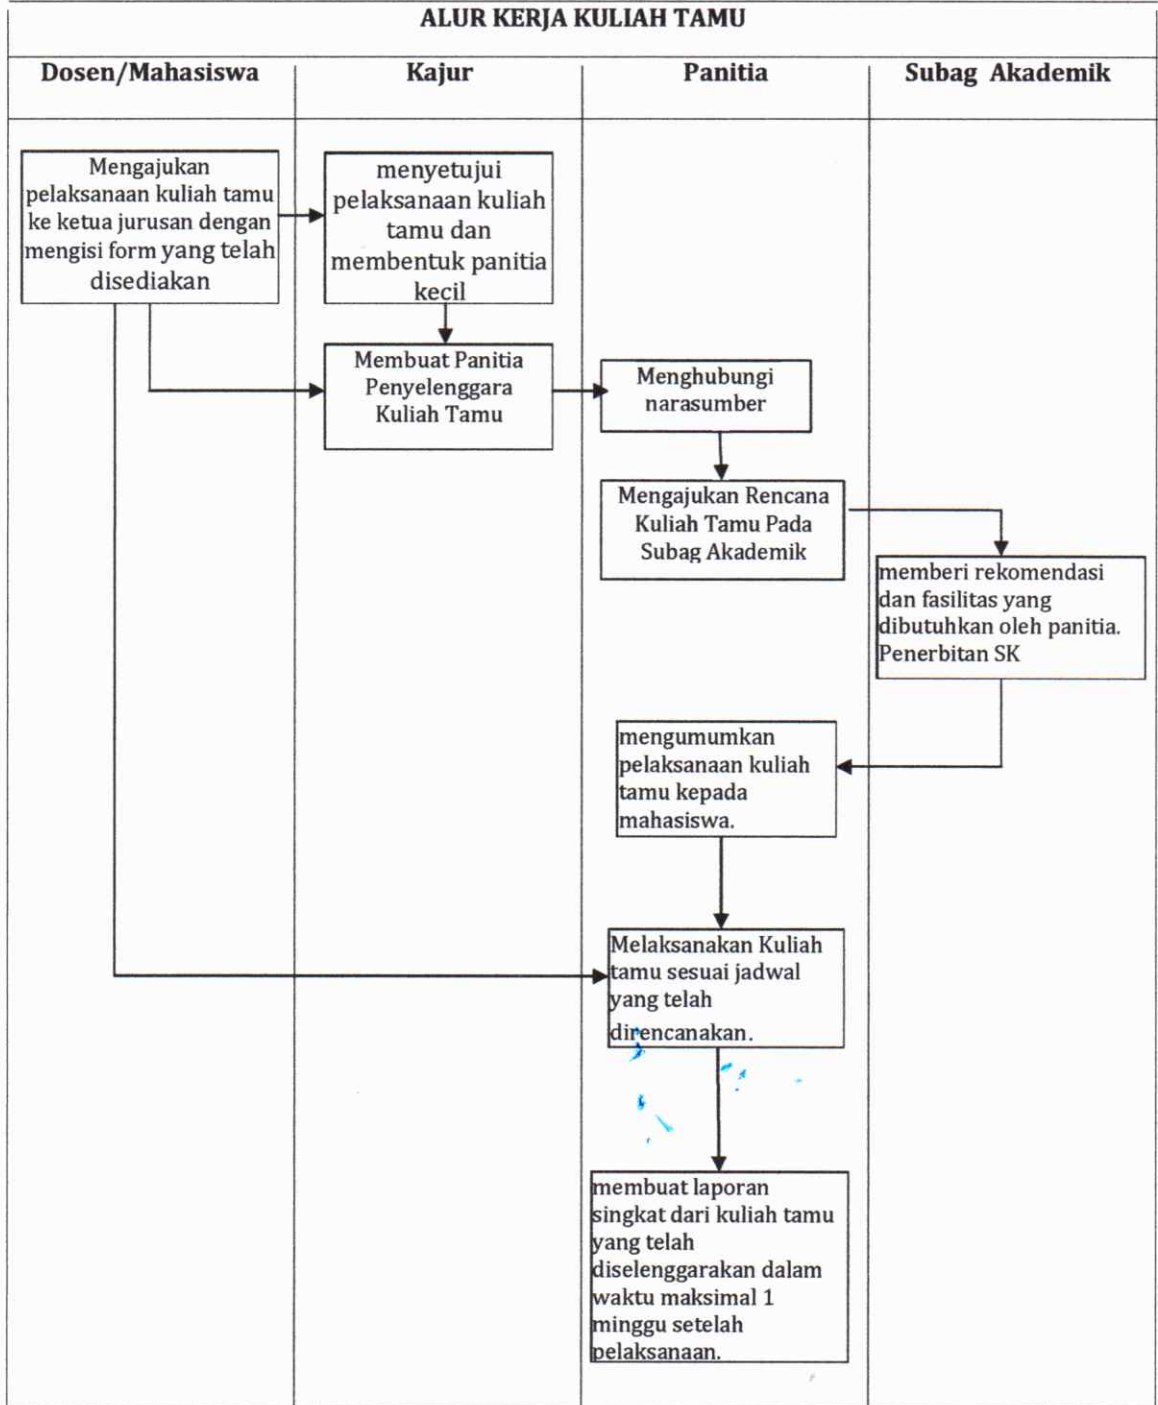 ALUR KERJA KULIAH TAMU
Dosen/Mahasiswa
Kajur
Panitia
Subag Akademik
Mengajukan
pelaksanaan kuliah tamu
ke ketua jurusan dengan
mengisi form yang telah
disediakan
menyetujui
pelaksanaan kuliah
tamu dan
membentuk panitia
kecil
Membuat Panitia
Penyelenggara
Kuliah Tamu
Menghubungi
narasumber
Mengajukan Rencana
Kuliah Tamu Pada
Subag Akademik
memberi rekomendasi
dan fasilitas yang
dibutuhkan oleh panitia.
Penerbitan SK
mengumumkan
pelaksanaan kuliah
tamu kepada
mahasiswa.
Melaksanakan Kuliah
tamu sesuai jadwal
yang telah
direncanakan.
membuat laporan
singkat dari kuliah tamu
yang telah
diselenggarakan dalam
waktu maksimal 1
minggu setelah
pelaksanaan.